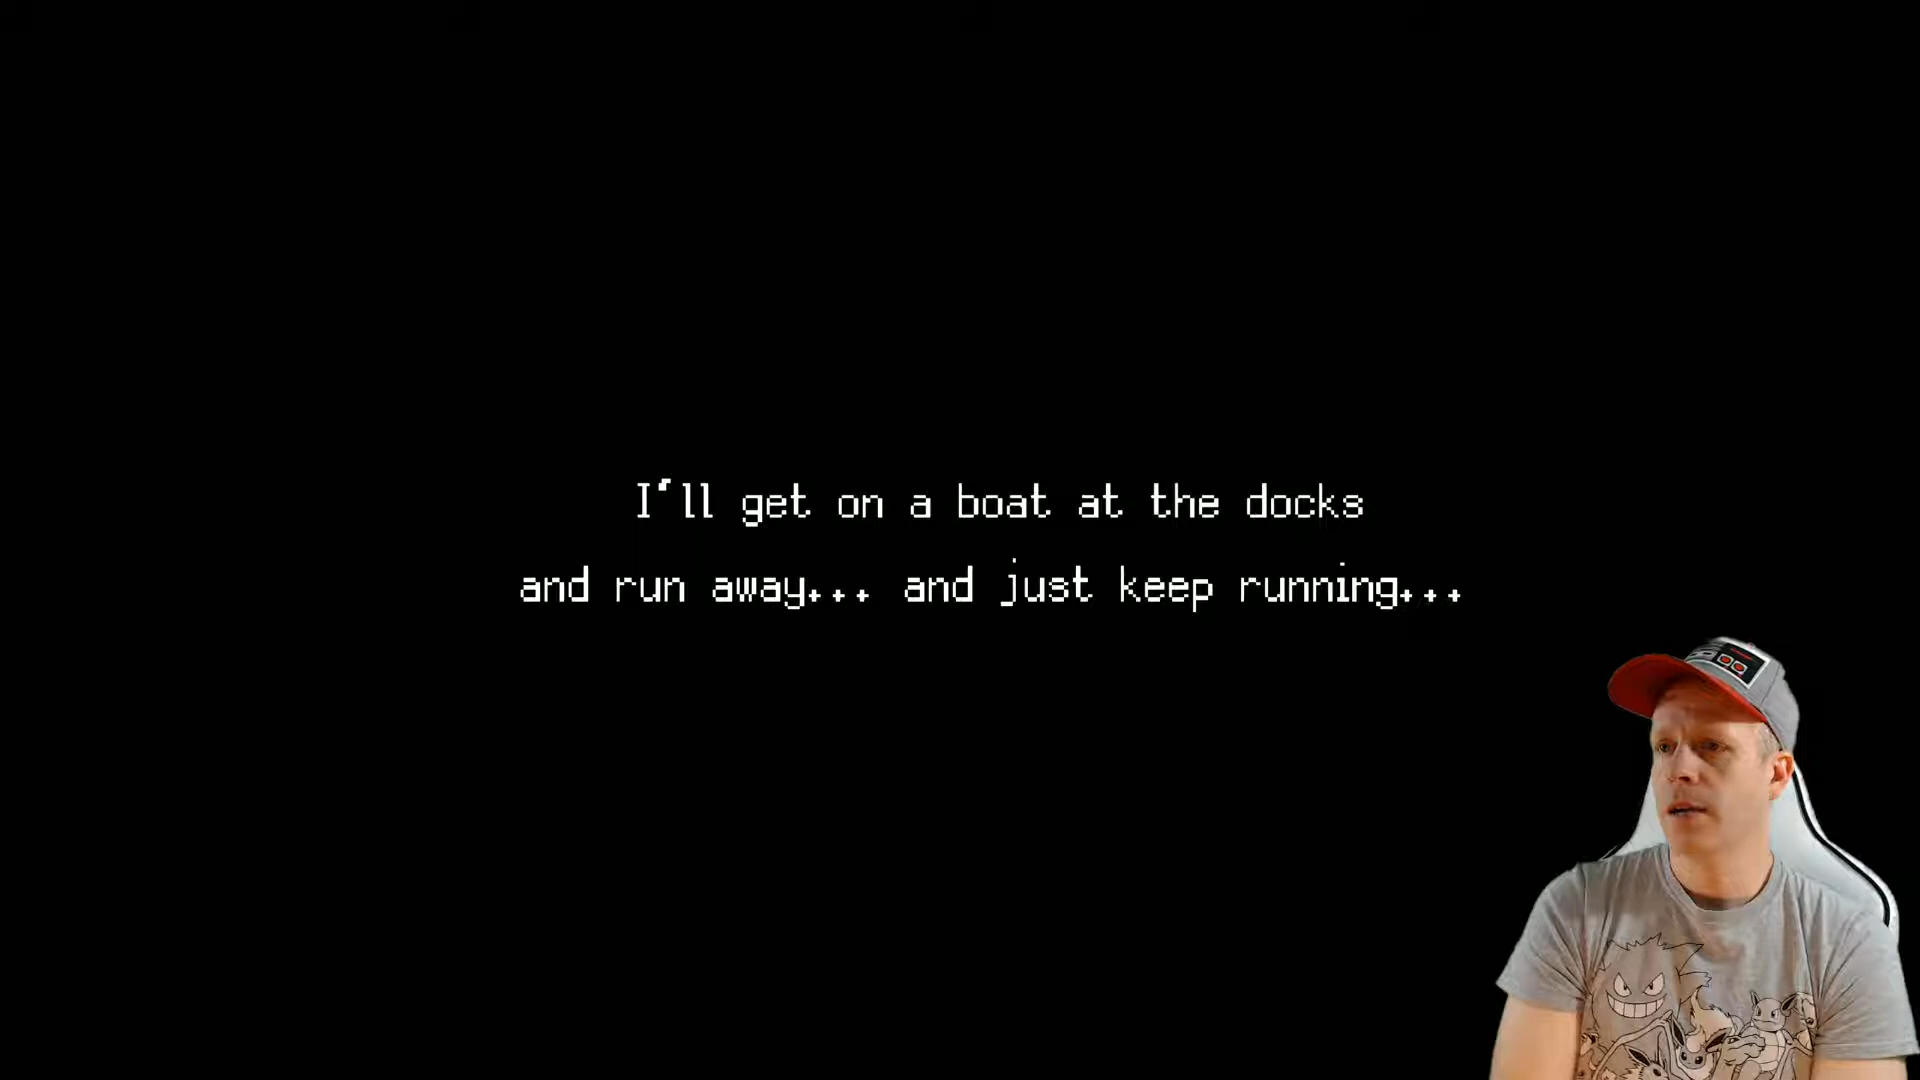 I'll get on a boat at the docks
and run away... and just keep running...